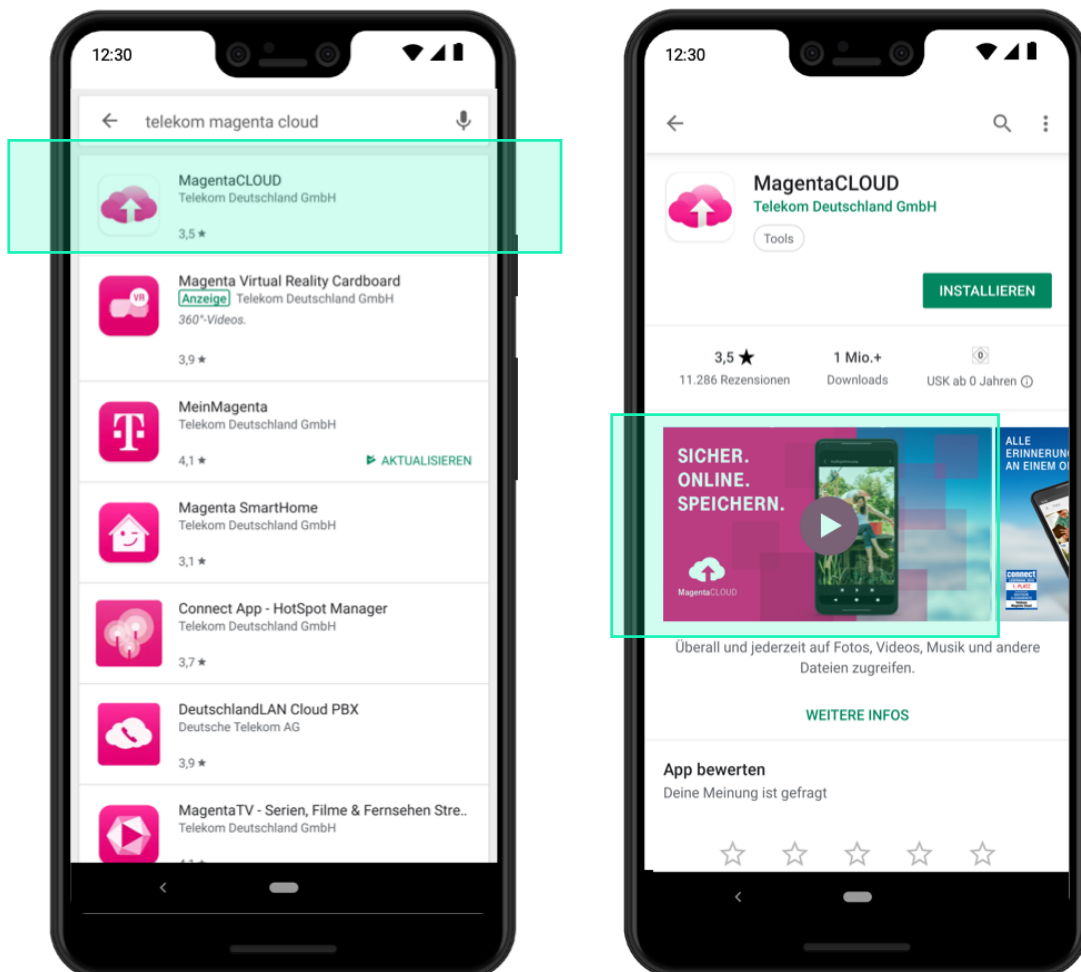 12:30
telekom magenta cloud
MagentaCLOUD
Telekom Deutschland GmbH
3,5 ★
Magenta Virtual Reality Cardboard
Anzeige Telekom Deutschland GmbH
360°-Videos.
VR
3,9 ★
MeinMagenta
Telekom Deutschland GmbH
T
4,1 ★
AKTUALISIEREN
Magenta SmartHome
Telekom Deutschland GmbH
3,1 ★
Connect App - HotSpot Manager
Telekom Deutschland GmbH
3,7 ★
DeutschlandLAN Cloud PBX
Deutsche Telekom AG
3,9 ★
MagentaTV - Serien, Filme & Fernsehen Stre..
Telekom Deutschland GmbH
12:30
MagentaCLOUD
Telekom Deutschland GmbH
Tools
INSTALLIEREN
3,5 ★
11.286 Rezensionen
1 Mio.+
Downloads
0
USK ab 0 Jahren
SICHER.
ONLINE.
SPEICHERN.
MagentaCLOUD
ALLE
ERINNERUN
AN EINEM O
connect
1. PLATZ
Überall und jederzeit auf Fotos, Videos, Musik und andere
Dateien zugreifen.
WEITERE INFOS
App bewerten
Deine Meinung ist gefragt